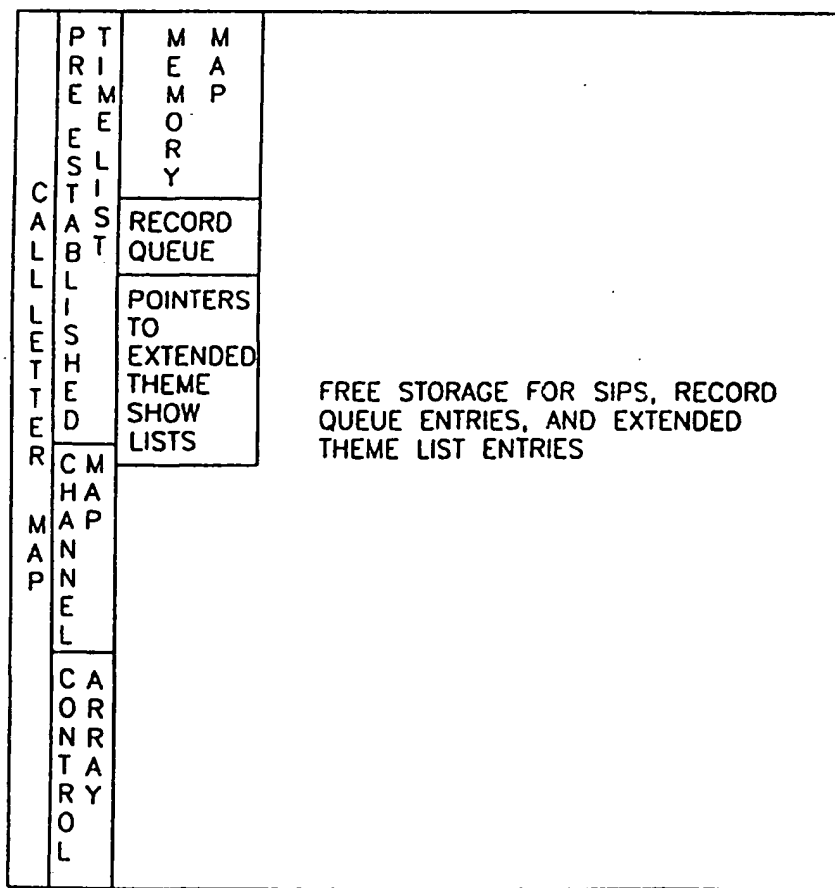 CALL LETTER MAP
PRE ESTABLISHED
TIME LIST
CHANNEL
MAP
CONTROL
ARRAY
MEMORY
MAP
RECORD
QUEUE
POINTERS
TO
EXTENDED
THEME
SHOW
LISTS
FREE STORAGE FOR SIPS, RECORD
QUEUE ENTRIES, AND EXTENDED
THEME LIST ENTRIES